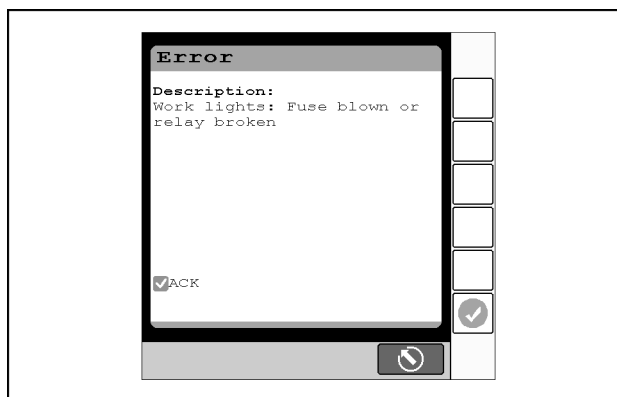 Error
Description:
Work lights: Fuse blown or
relay broken
ACK